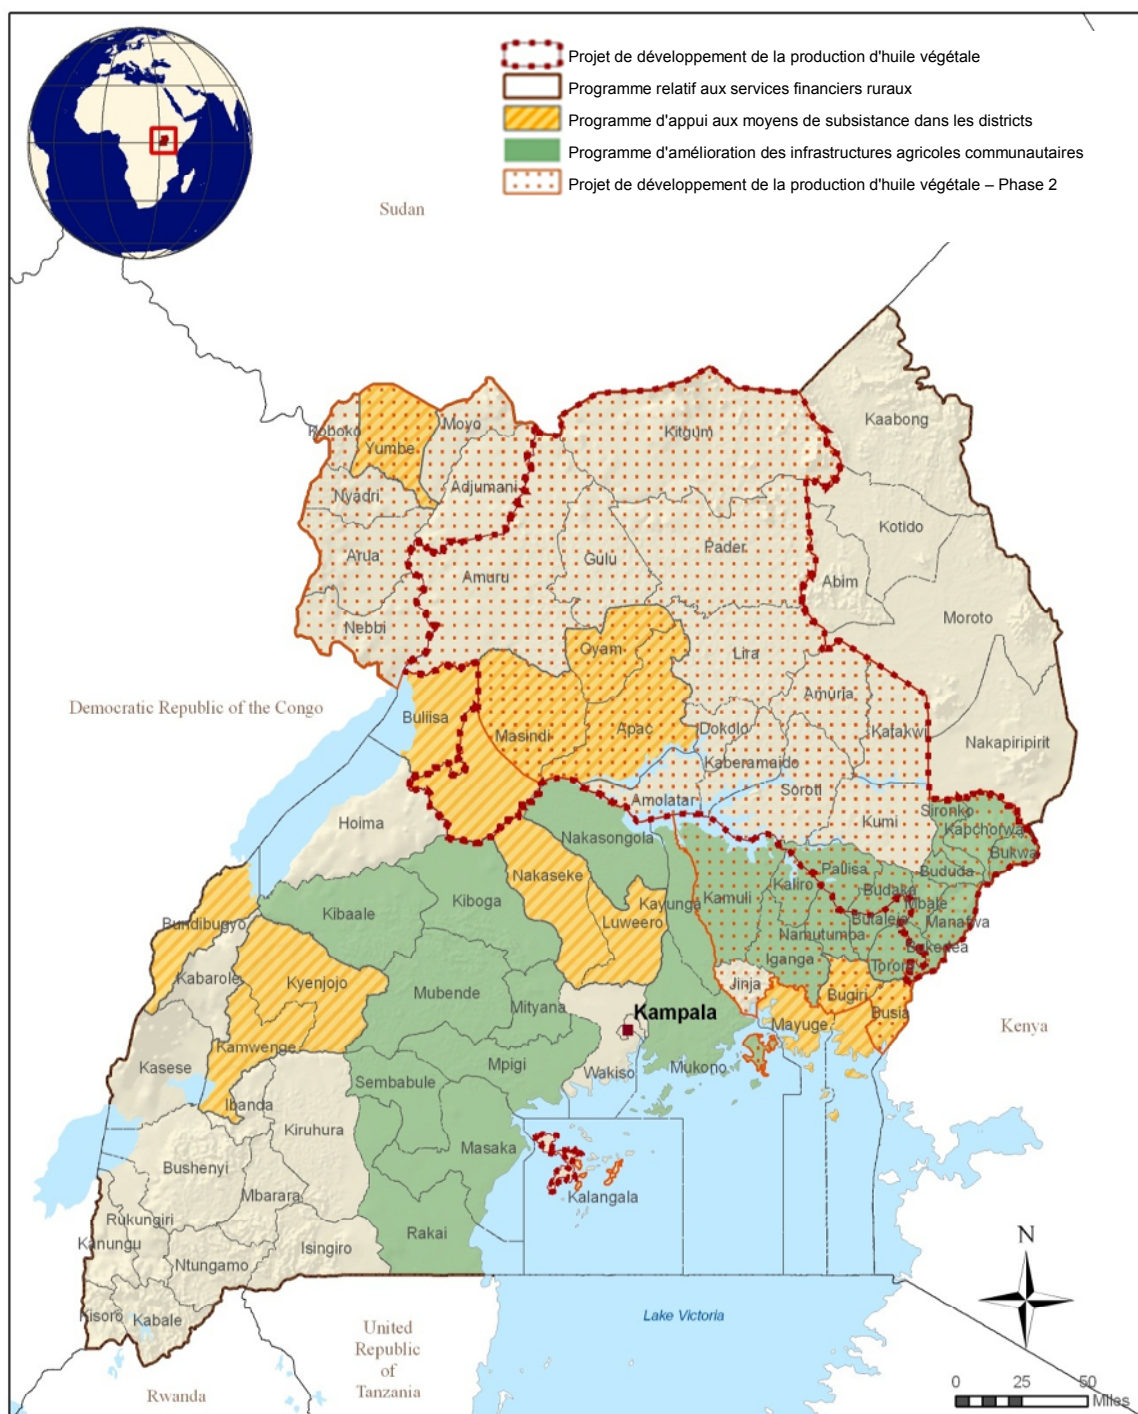 Projet de développement de la production d'huile végétale
Programme relatif aux services financiers ruraux
Programme d'appui aux moyens de subsistance dans les districts
Programme d'amélioration des infrastructures agricoles communautaires
Projet de développement de la production d'huile végétale – Phase 2
Sudan
Kaabong
Koboko
Moyo
Kitgum
Yumbe
Adjumani
Nyadri
Kotido
Arua
Gulu
Pader
Amuru
Abim
Moroto
Nebbi
Oyam
Lira
Amuria
Democratic Republic of the Congo
Buliisa
Masindi
Apac
Dokolo
Katakwi
Nakapiripirit
Kaberamaido
Soroti
Amolatar
Hoima
Kumi
Sironko
Nakasongola
Kapchorwa
Bukwa
Pallisa
Bududa
Nakaseke
Kaliro
Budaka
Kiboga
Kamuli
Mbale
Kibaale
Luweero
Kayunga
Butaleja
Manafwa
Bundibugyo
Namutumba
Bukedea
Iganga
Tororo
Kabarole
Kyenjojo
Jinja
Bugiri
Mubende
Mityana
Kampala
Busia
Mayuge
Kenya
Kamwenge
Kasese
Mpigi
Wakiso
Mukono
Sembabule
Ibanda
Kiruhura
Masaka
Bushenyi
Mbarara
Kalangala
Rukungiri
Kanungu
Isingiro
Rakai
Ntungamo
N
Kisoro
Kabale
Lake Victoria
United
Republic
of
Tanzania
Rwanda
0 25 50
Miles